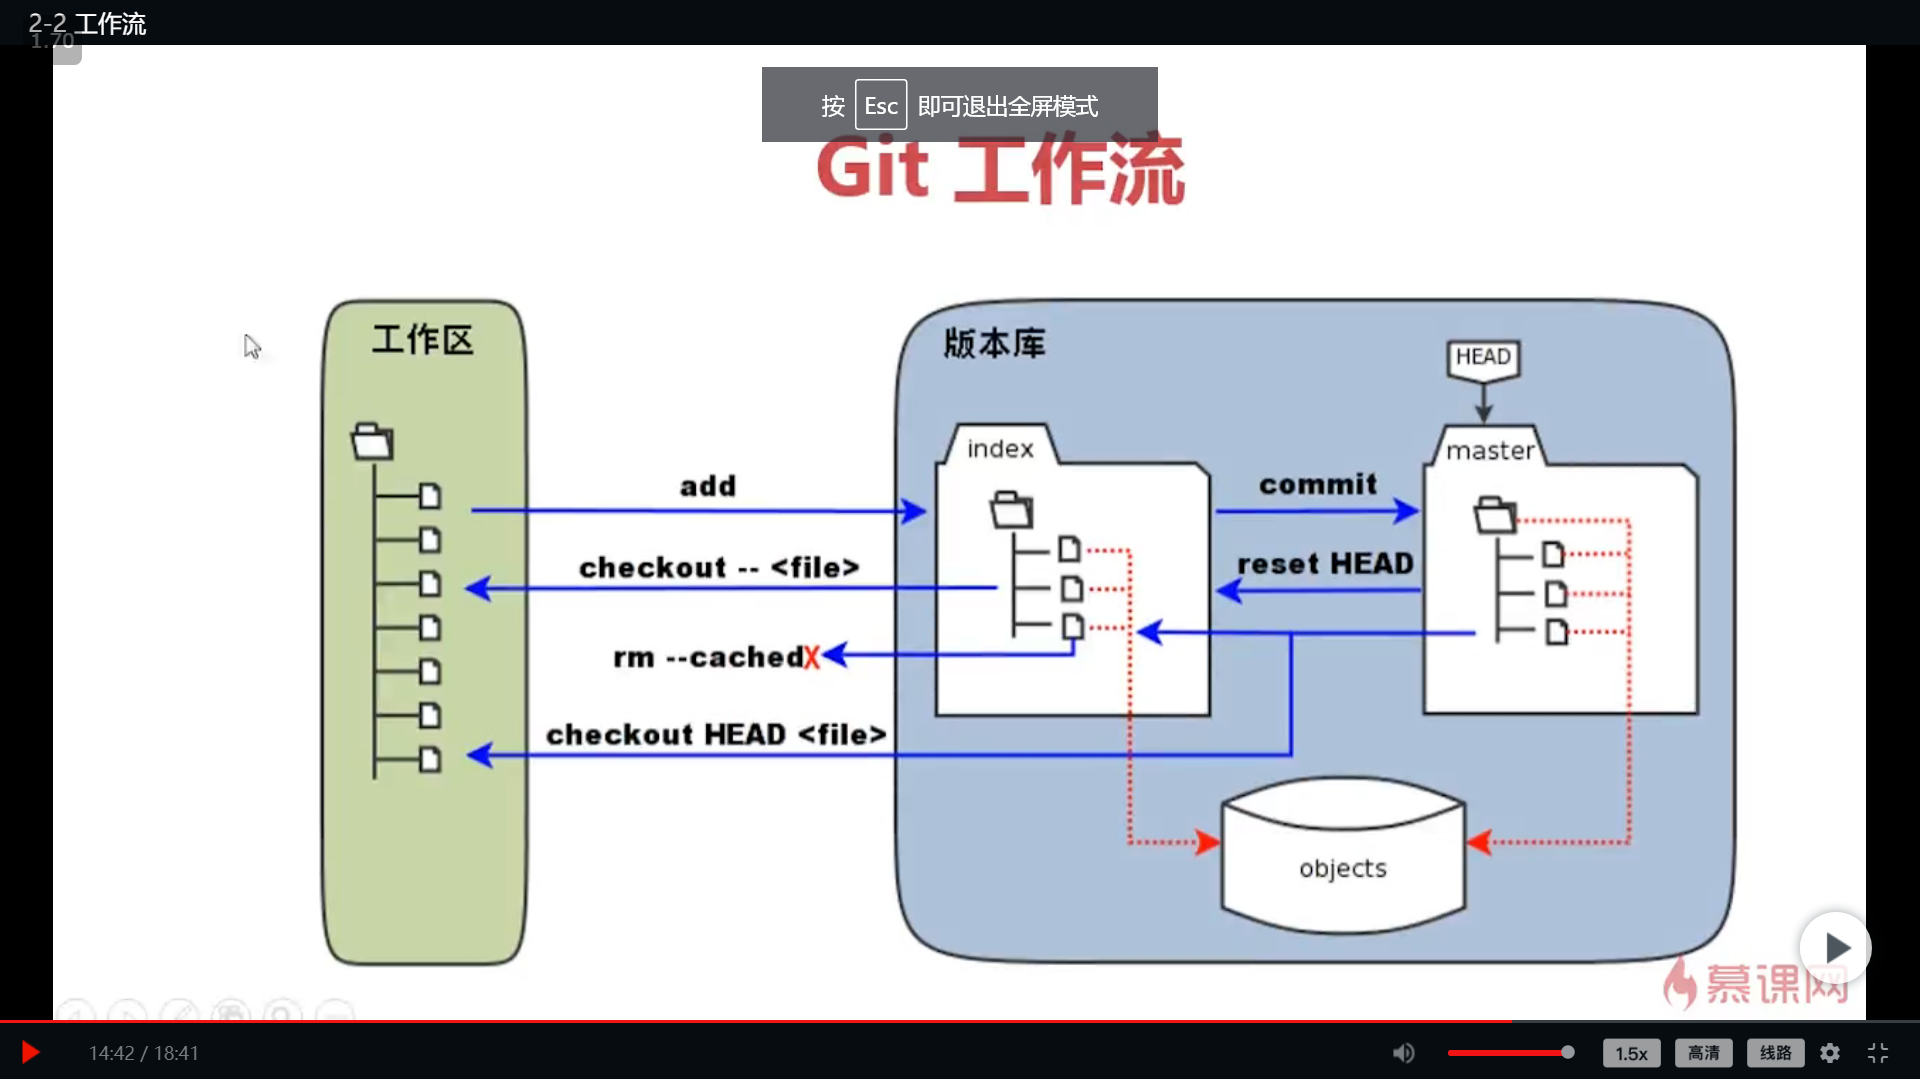 2-2 工作流
1.70
按 Esc 即可退出全屏模式
Git 工作流
工作区
版本库
HEAD
index
master
add
commit
checkout -- <file>
reset HEAD
rm --cachedX
checkout HEAD <file>
objects
慕课网
14:42 / 18:41
1.5x
高清
线路